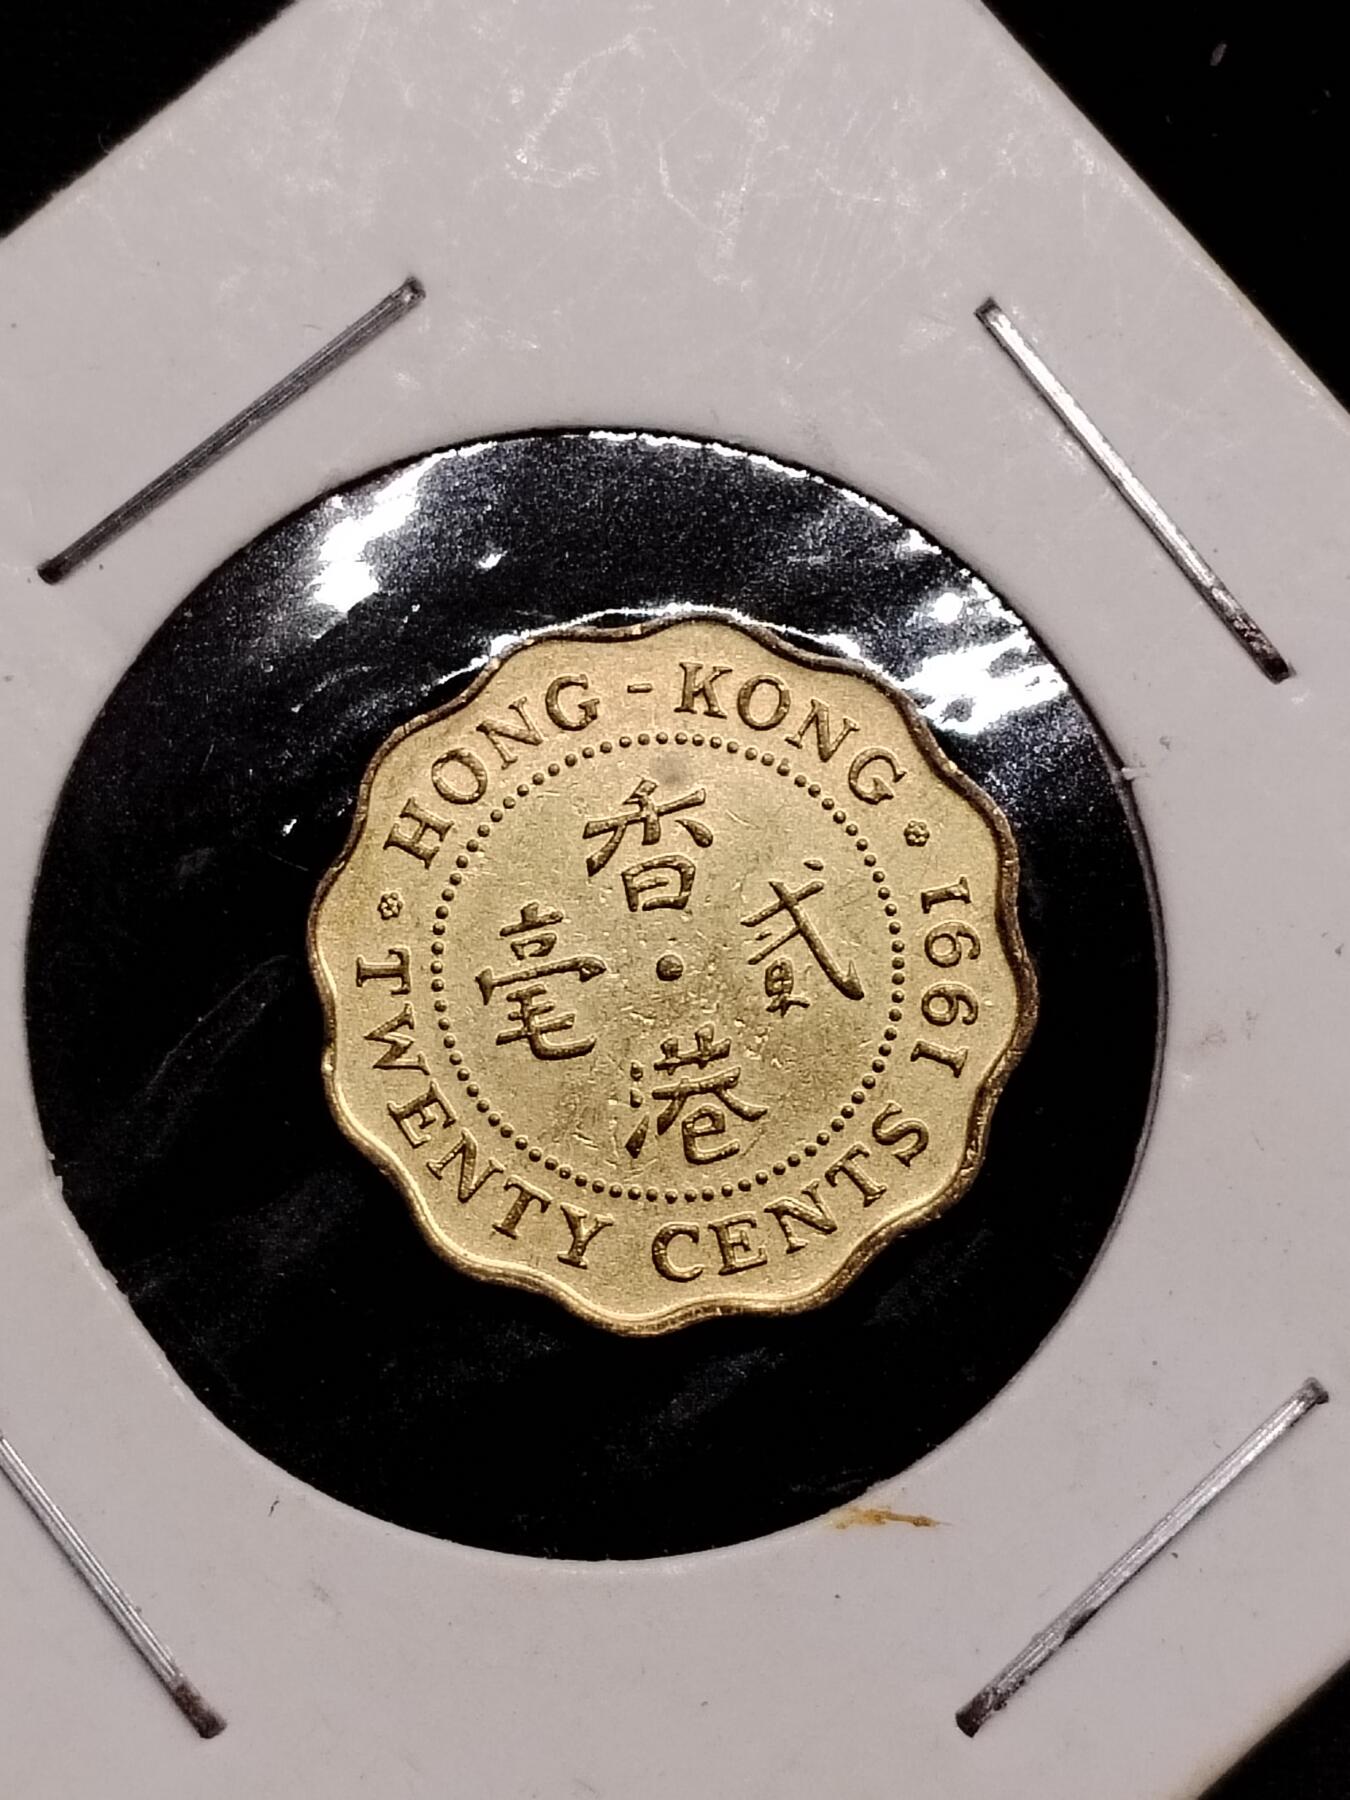 HONG-KONG
1991
TWENTY CENTS
香港
貳毫